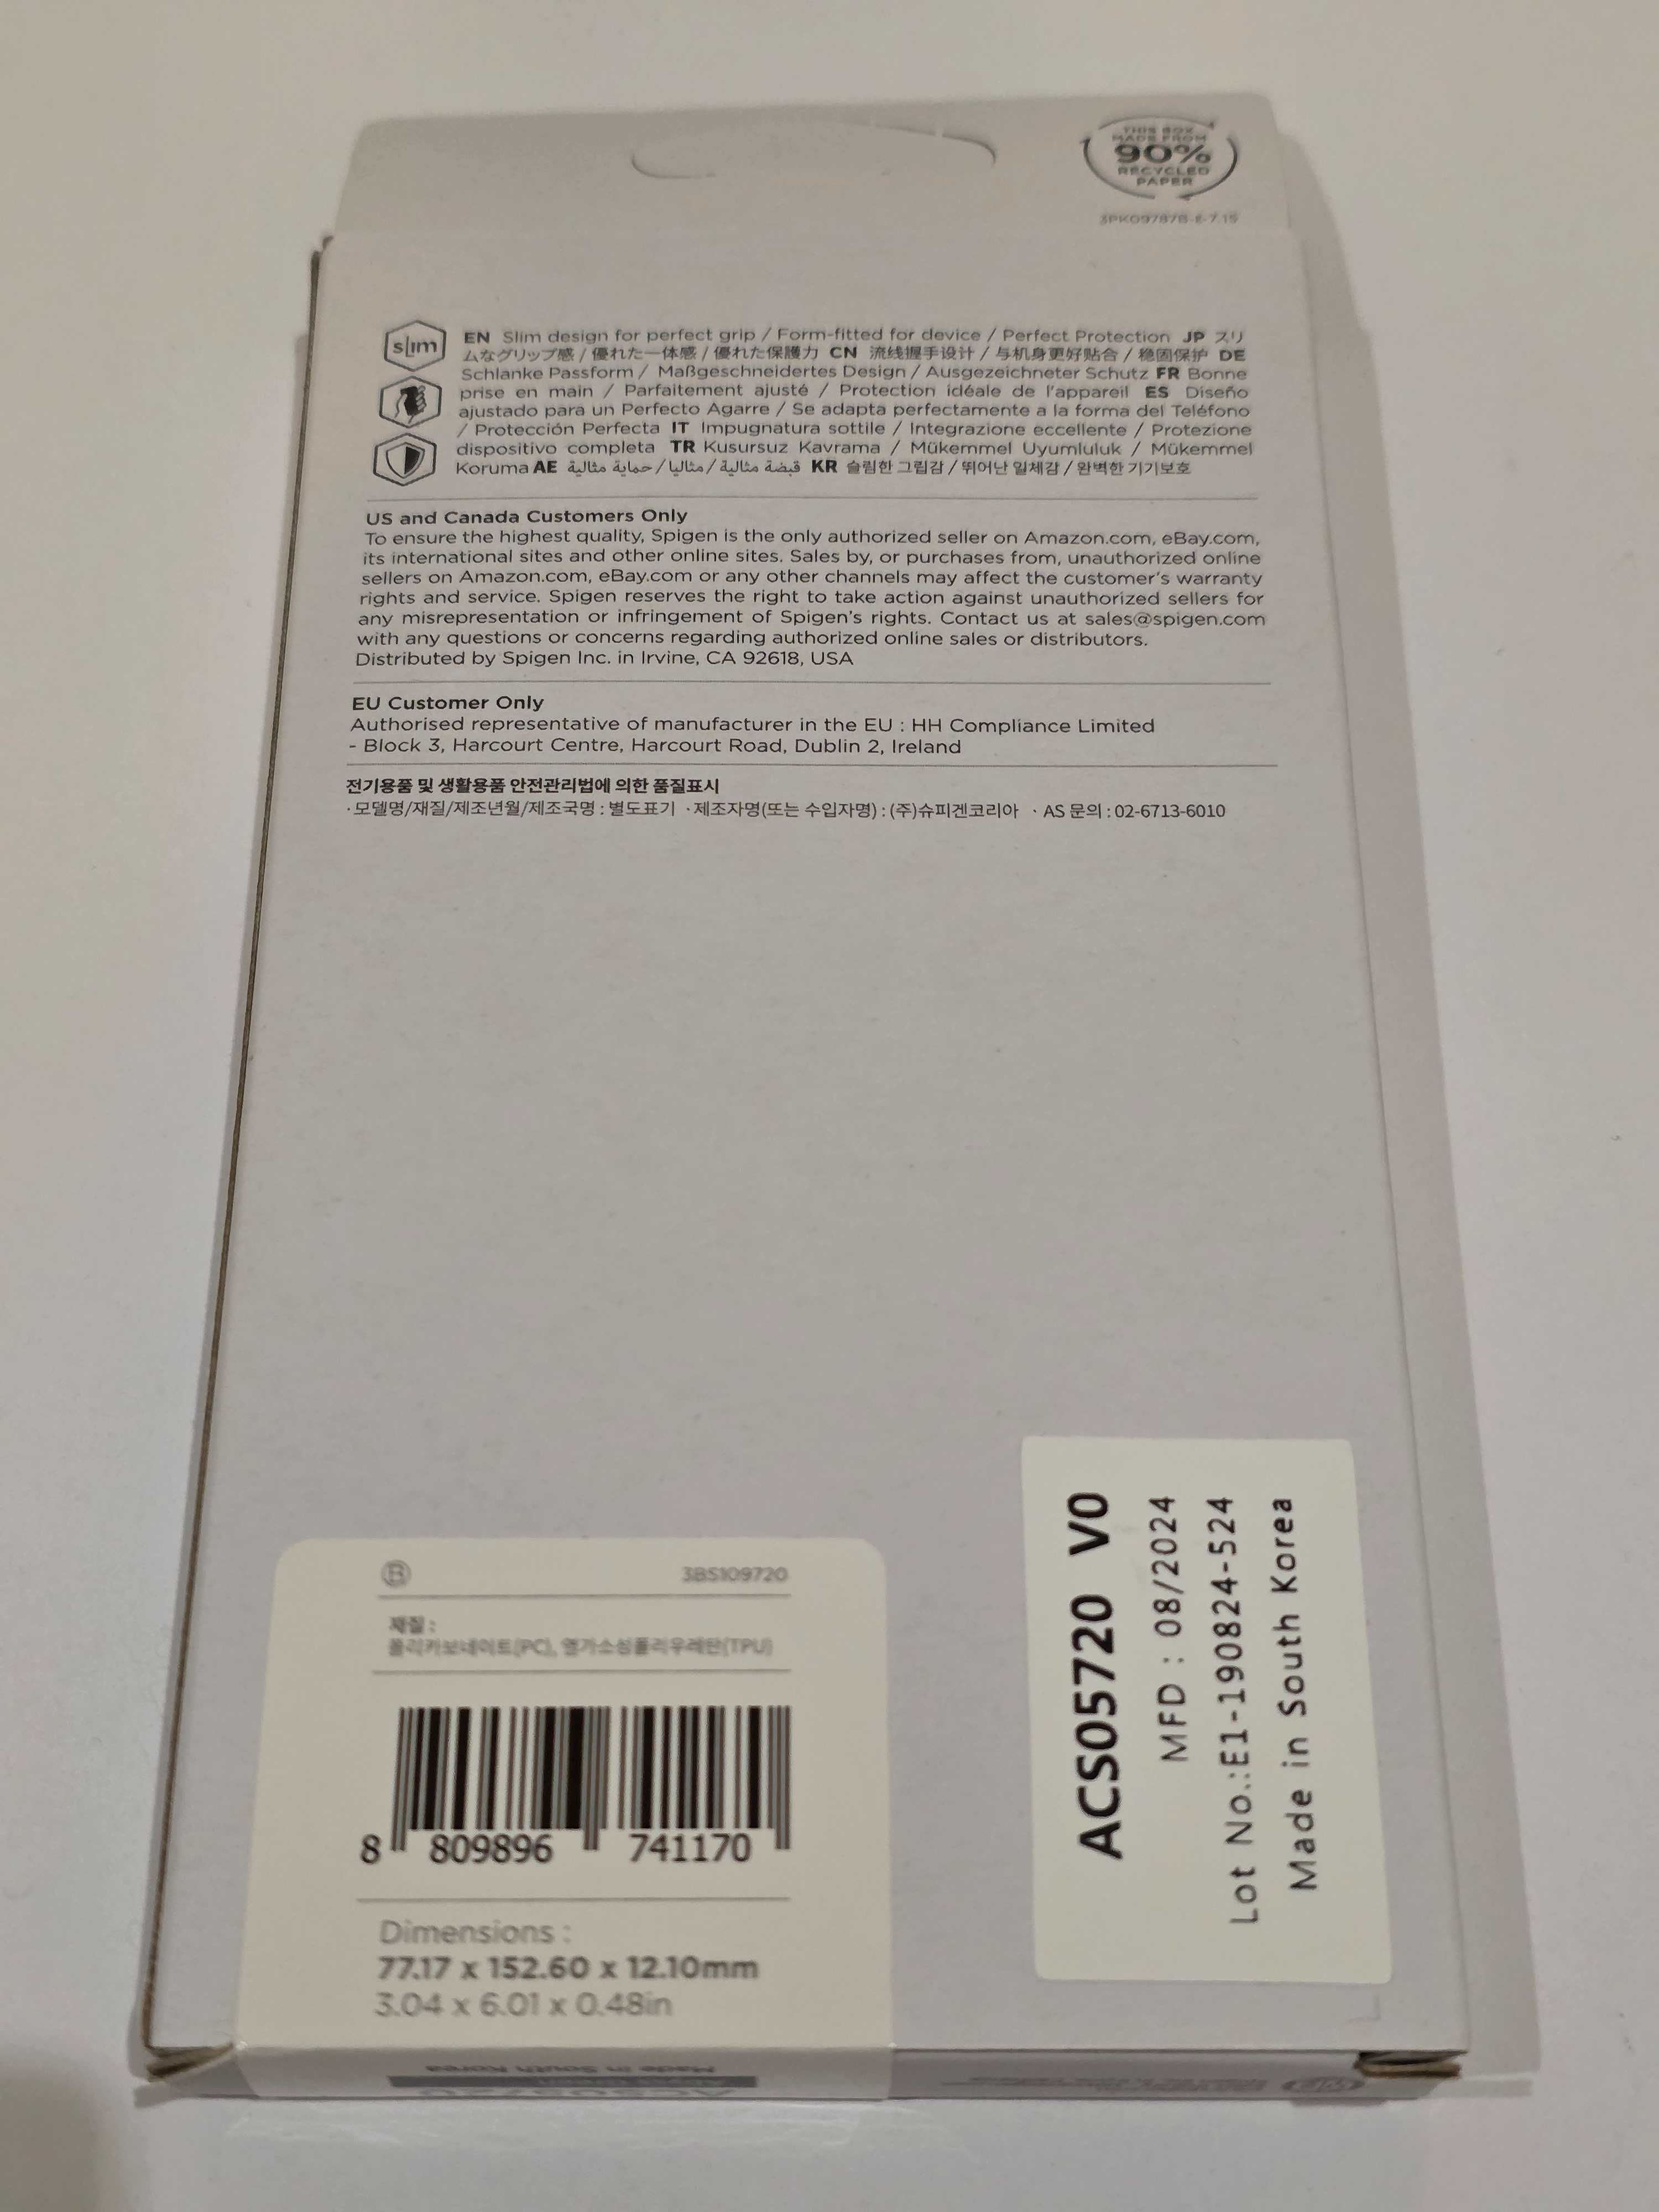 THIS BOX
MADE FROM
90%
RECYCLED
PAPER
3PK097878-E-7.15
slim
EN Slim design for perfect grip / Form-fitted for device / Perfect Protection JP スリ
ムなグリップ感 / 優れた一体感 / 優れた保護力 CN 流线握手设计 / 与机身更好贴合 / 稳固保护 DE
Schlanke Passform / Maßgeschneidertes Design / Ausgezeichneter Schutz FR Bonne
prise en main / Parfaitement ajusté / Protection idéale de l'appareil ES Diseño
ajustado para un Perfecto Agarre / Se adapta perfectamente a la forma del Teléfono
/ Protección Perfecta IT Impugnatura sottile / Integrazione eccellente / Protezione
dispositivo completa TR Kusursuz Kavrama / Mükemmel Uyumluluk / Mükemmel
Koruma AE قبضة مثالية / مثاليا / حماية مثالية KR 슬림한 그립감 / 뛰어난 일체감 / 완벽한 기기보호
US and Canada Customers Only
To ensure the highest quality, Spigen is the only authorized seller on Amazon.com, eBay.com,
its international sites and other online sites. Sales by, or purchases from, unauthorized online
sellers on Amazon.com, eBay.com or any other channels may affect the customer's warranty
rights and service. Spigen reserves the right to take action against unauthorized sellers for
any misrepresentation or infringement of Spigen's rights. Contact us at sales@spigen.com
with any questions or concerns regarding authorized online sales or distributors.
Distributed by Spigen Inc. in Irvine, CA 92618, USA
EU Customer Only
Authorised representative of manufacturer in the EU : HH Compliance Limited
- Block 3, Harcourt Centre, Harcourt Road, Dublin 2, Ireland
전기용품 및 생활용품 안전관리법에 의한 품질표시
· 모델명/재질/제조년월/제조국명 : 별도표기 · 제조자명(또는 수입자명) : (주)슈피겐코리아 · AS 문의 : 02-6713-6010
B 3BS109720
재질 :
폴리카보네이트(PC), 열가소성폴리우레탄(TPU)
8 809896 741170
Dimensions :
77.17 x 152.60 x 12.10mm
3.04 x 6.01 x 0.48in
ACS05720 V0
MFD : 08/2024
Lot No.:E1-190824-524
Made in South Korea
Made in South Korea
ACS05720